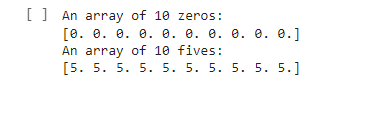 [ ] An array of 10 zeros:
[0. 0. 0. 0. 0. 0. 0. 0. 0. 0.]
An array of 10 fives:
[5. 5. 5. 5. 5. 5. 5. 5. 5. 5.]